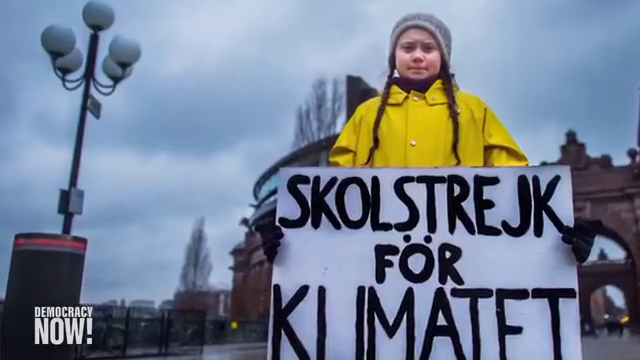 SKOLSTREJK
FÖR
KLIMATET
DEMOCRACY
NOW!